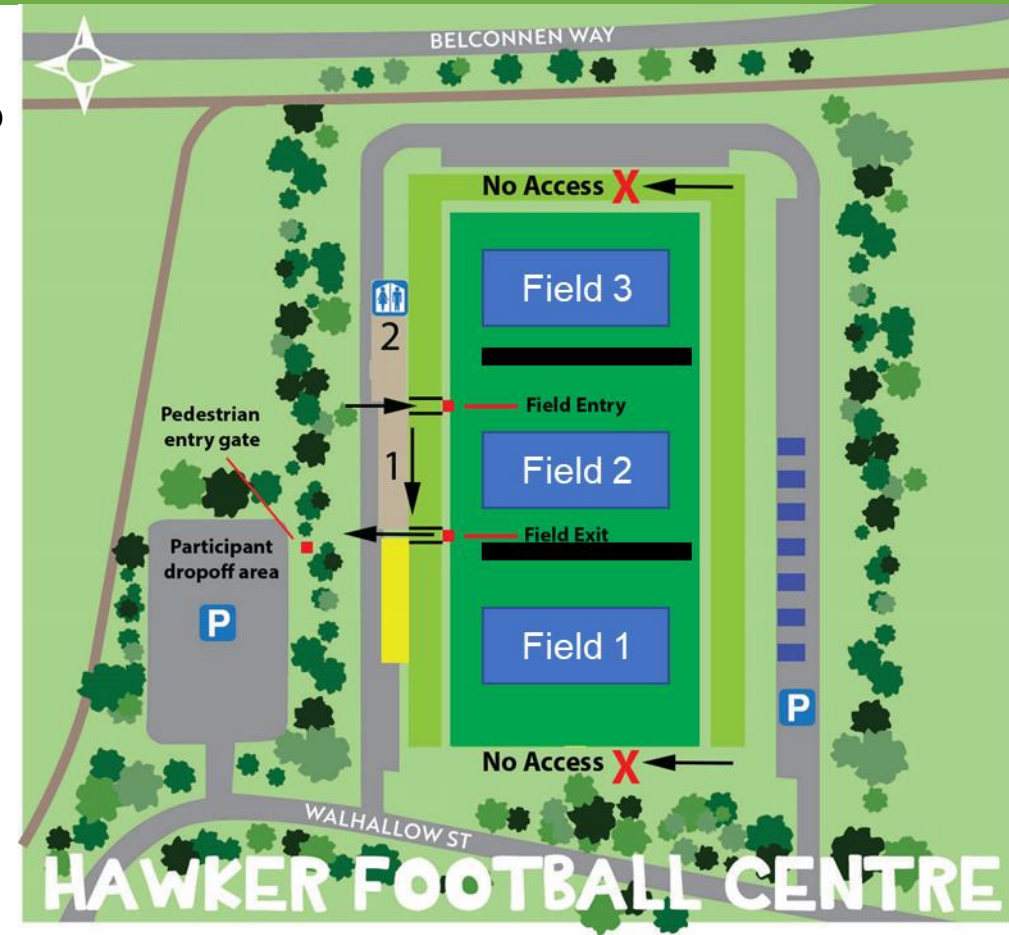 BELCONNEN WAY
No Access X
Field 3
2
Field Entry
Pedestrian
entry gate
1
Field 2
Field Exit
Participant
dropoff area
P
Field 1
P
No Access X
WALHALLOW ST
HAWKER FOOTBALL CENTRE